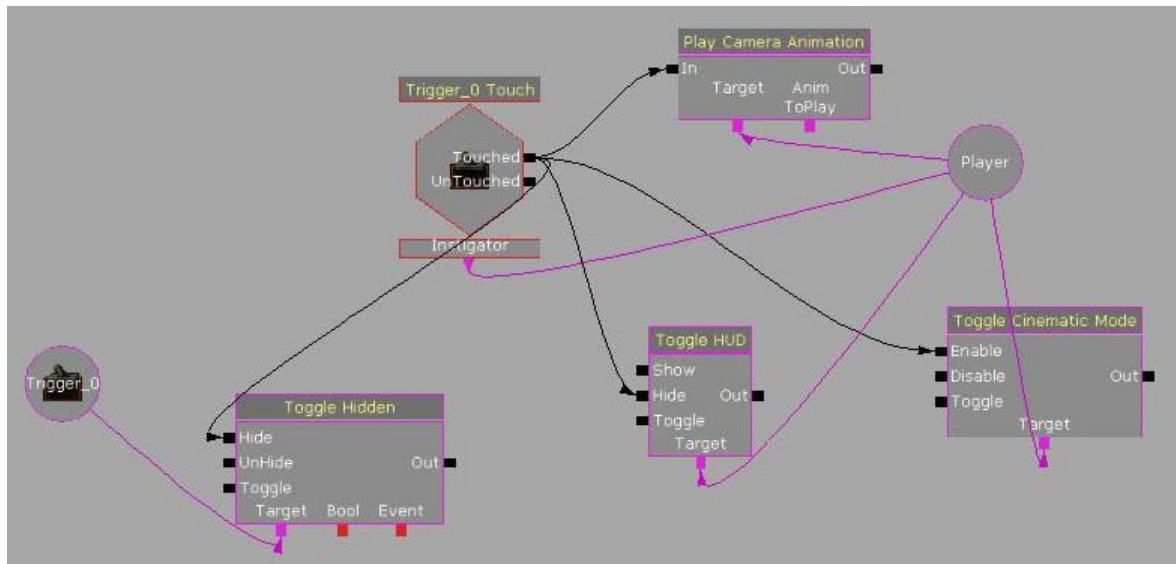 Play Camera Animation
In Out
Target Anim
ToPlay
Trigger_0 Touch
Touched
UnTouched
Instigator
Player
Toggle Cinematic Mode
Enable
Disable Out
Toggle
Target
Toggle HUD
Show
Hide Out
Toggle
Target
Trigger_0
Toggle Hidden
Hide
UnHide Out
Toggle
Target Bool Event